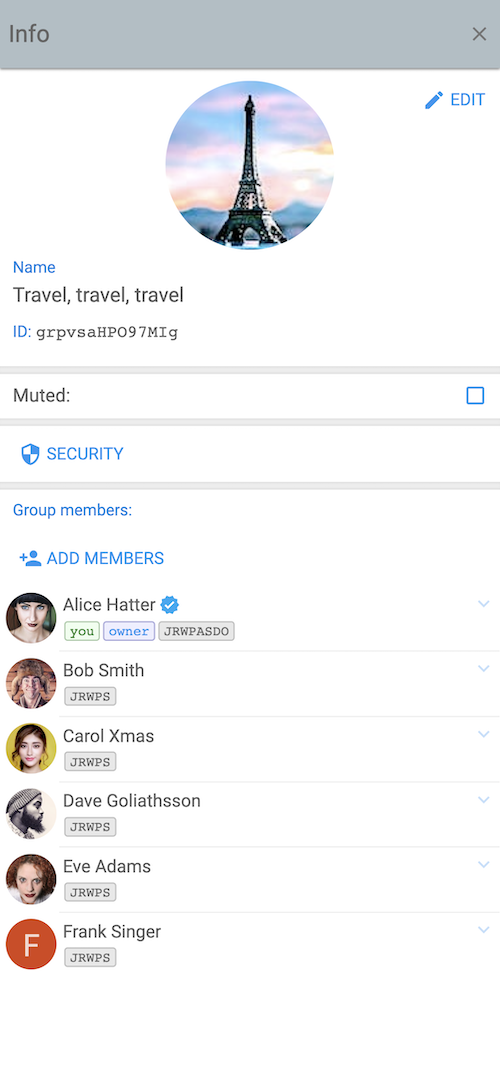 Info
EDIT
Name
Travel, travel, travel
ID: grpvsaHPO97MIg
Muted:
SECURITY
Group members:
ADD MEMBERS
Alice Hatter
you owner JRWPASDO
Bob Smith
JRWPS
Carol Xmas
JRWPS
Dave Goliathsson
JRWPS
Eve Adams
JRWPS
F
Frank Singer
JRWPS